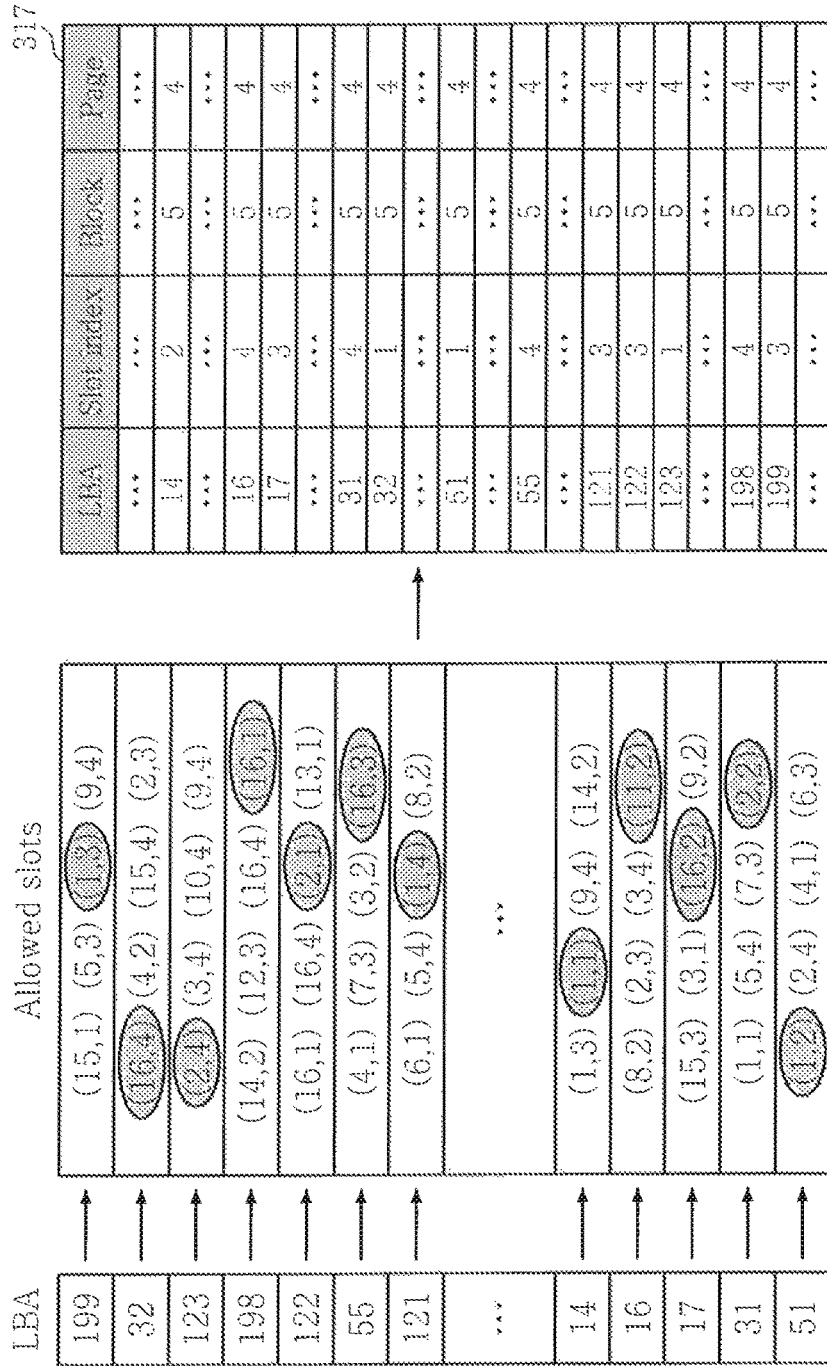 LBA
Allowed slots
199 (15,1) (5,3) (1,3) (9,4)
32 (16,4) (4,2) (15,4) (2,3)
123 (2,4) (3,4) (10,4) (9,4)
198 (14,2) (12,3) (16,4) (16,1)
122 (16,1) (16,4) (2,1) (13,1)
55 (4,1) (7,3) (3,2) (16,3)
121 (6,1) (5,4) (1,4) (8,2)
... ...
14 (1,3) (1,1) (9,4) (14,2)
16 (8,2) (2,3) (3,4) (11,2)
17 (15,3) (3,1) (16,2) (9,2)
31 (1,1) (5,4) (7,3) (2,2)
51 (1,2) (2,4) (4,1) (6,3)
317
LBA Slot index Block Page
... ... ... ...
14 2 5 4
... ... ... ...
16 4 5 4
17 3 5 4
... ... ... ...
31 4 5 4
32 1 5 4
... ... ... ...
51 1 5 4
... ... ... ...
55 4 5 4
... ... ... ...
121 3 5 4
122 3 5 4
123 1 5 4
... ... ... ...
198 4 5 4
199 3 5 4
... ... ... ...